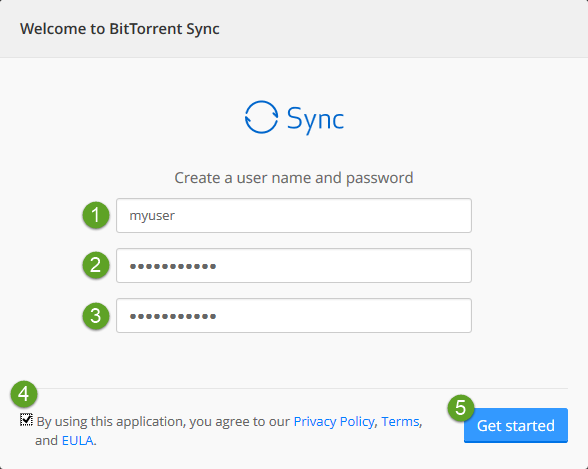 Welcome to BitTorrent Sync
Sync
Create a user name and password
1 myuser
2 •••••••••••
3 •••••••••••
4
By using this application, you agree to our Privacy Policy, Terms,
and EULA.
5
Get started